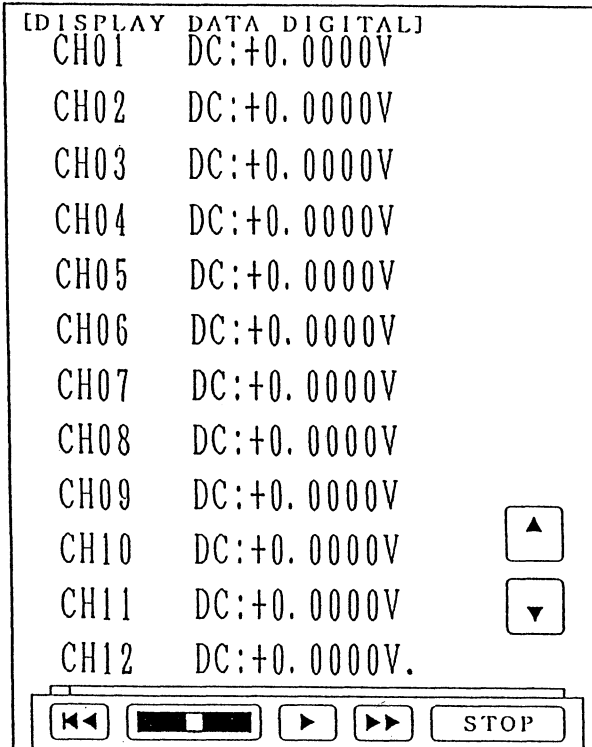 [DISPLAY DATA DIGITAL]
CH01 DC:+0.0000V
CH02 DC:+0.0000V
CH03 DC:+0.0000V
CH04 DC:+0.0000V
CH05 DC:+0.0000V
CH06 DC:+0.0000V
CH07 DC:+0.0000V
CH08 DC:+0.0000V
CH09 DC:+0.0000V
CH10 DC:+0.0000V
CH11 DC:+0.0000V
CH12 DC:+0.0000V.
STOP